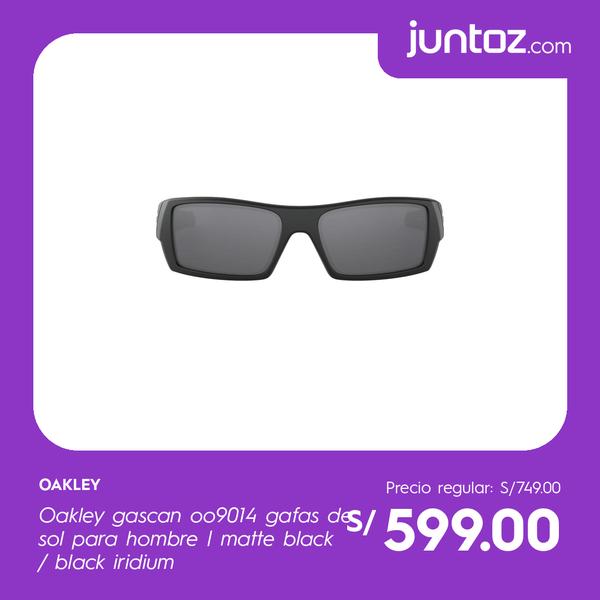 juntoz.com
OAKLEY
Oakley gascan oo9014 gafas de
sol para hombre | matte black
/ black iridium
Precio regular: S/749.00
S/ 599.00